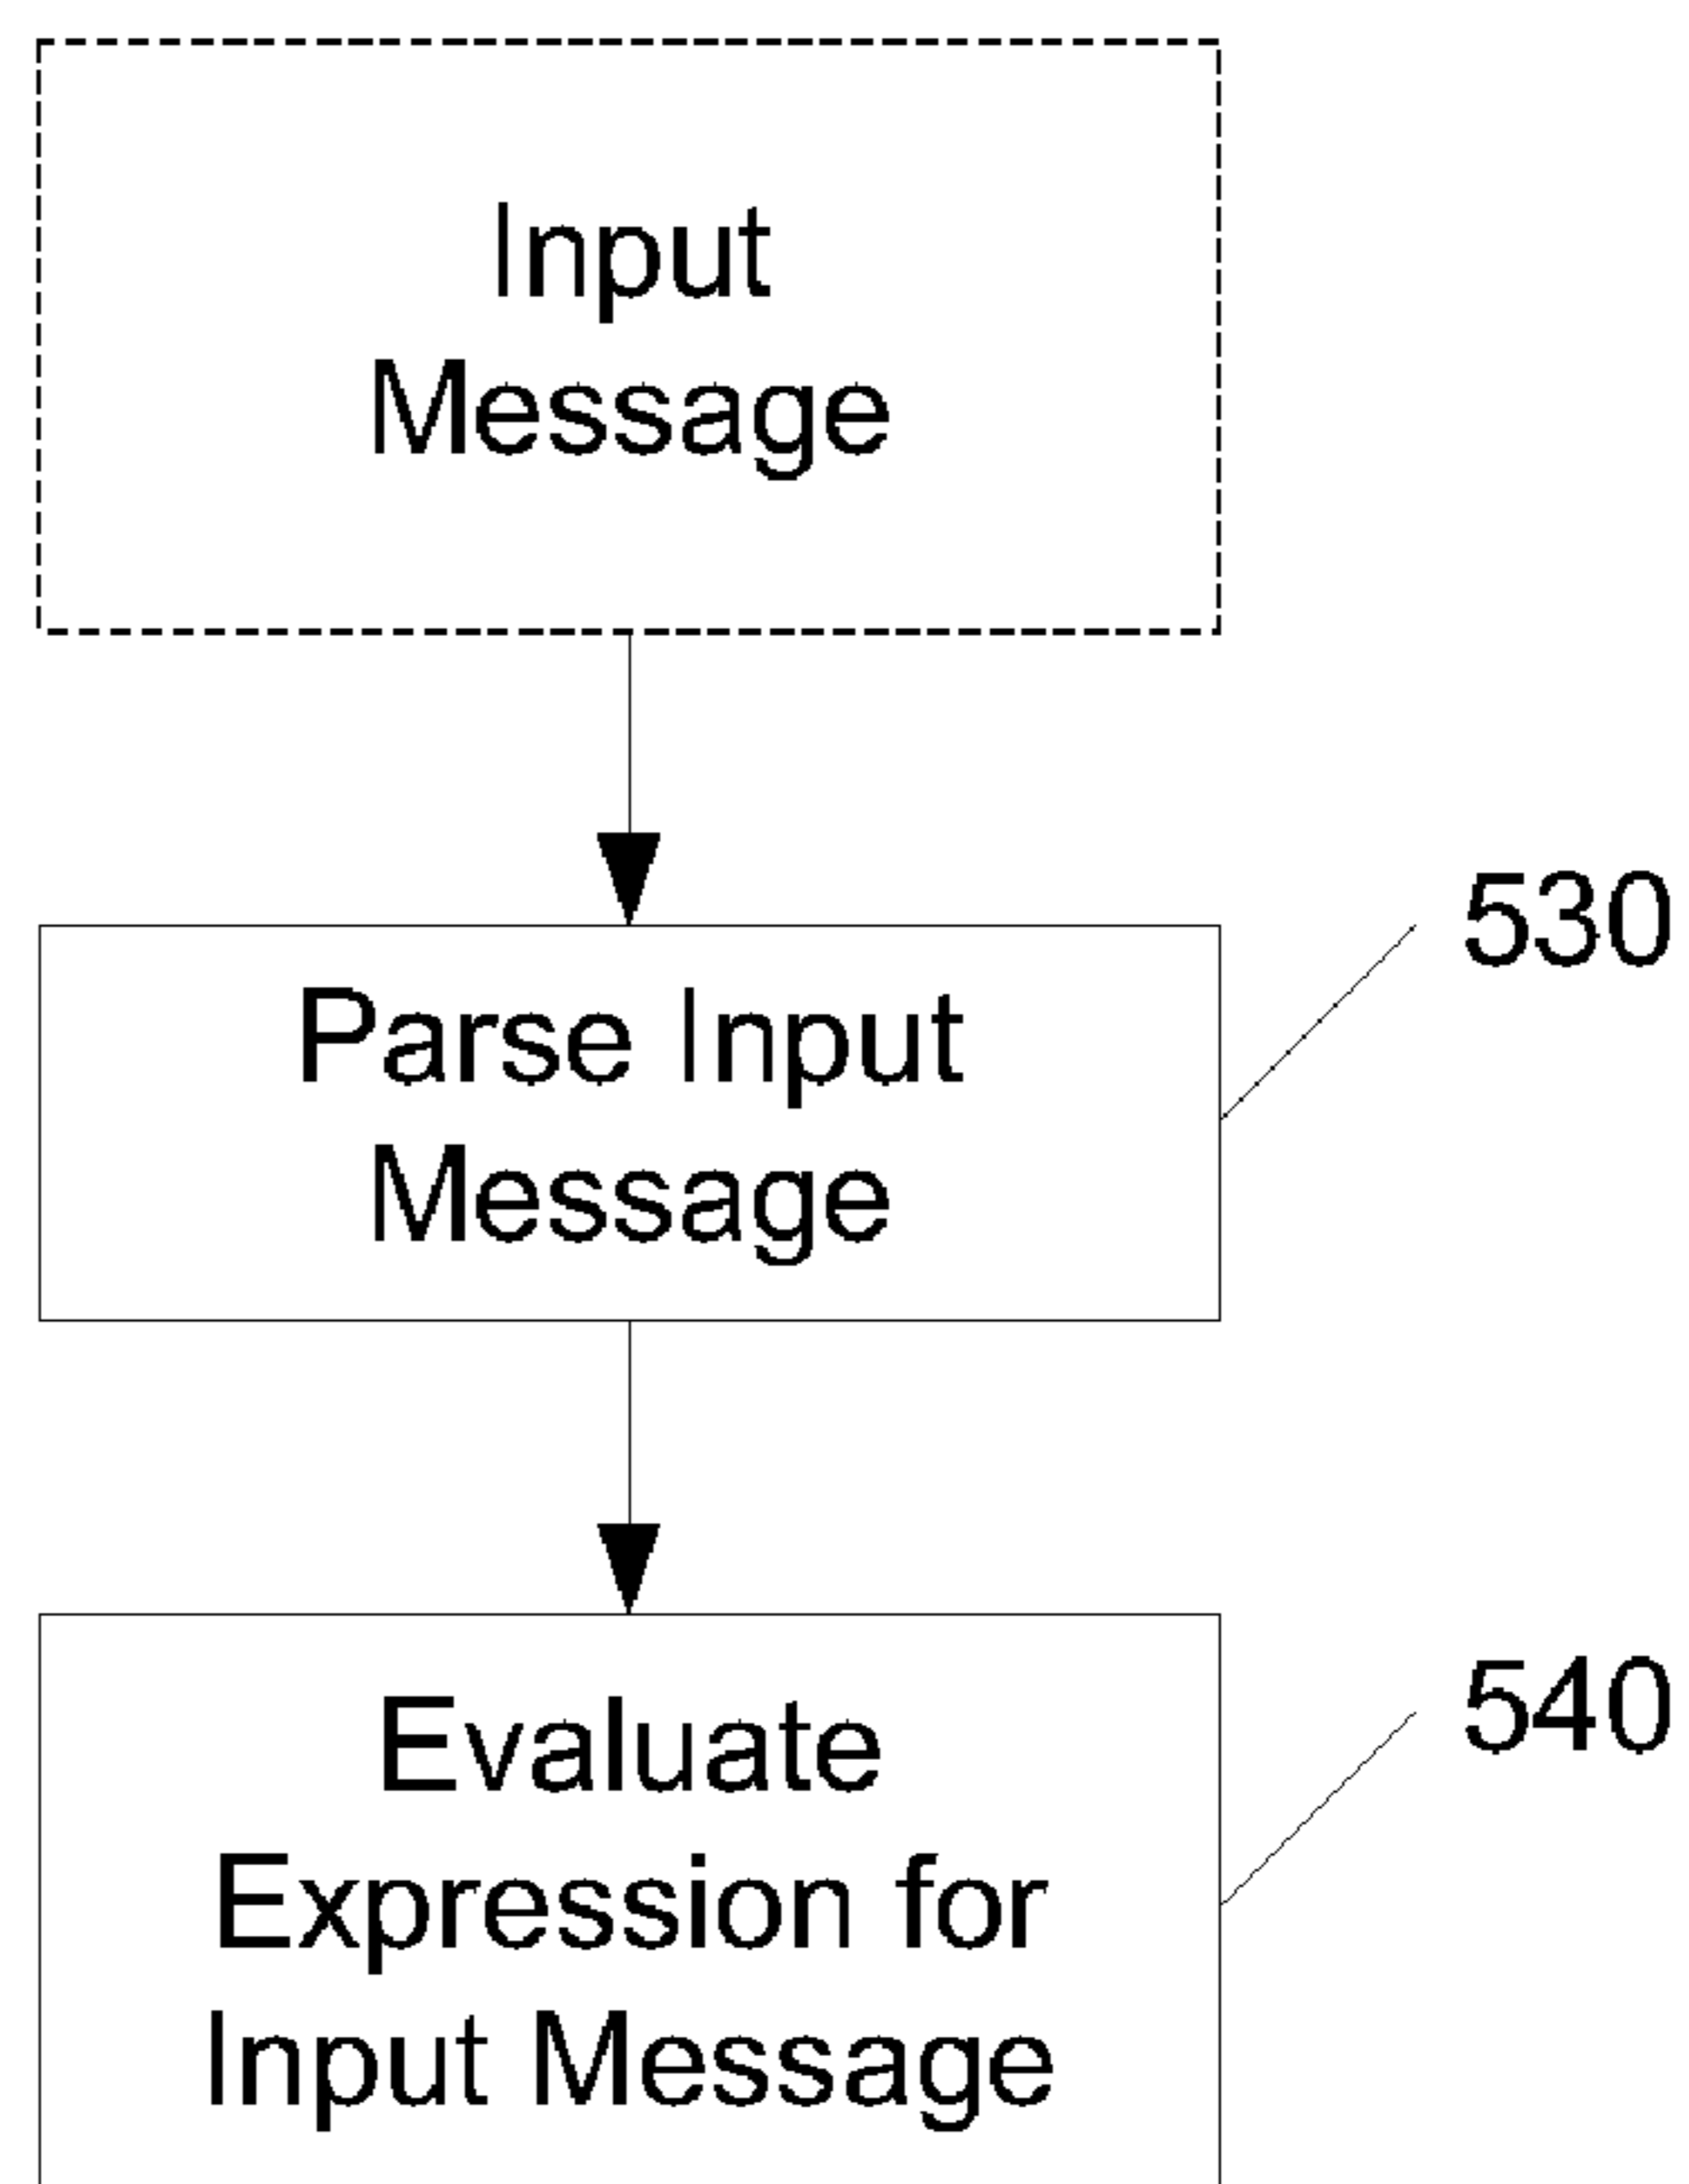 Input
Message
530
Parse Input
Message
540
Evaluate
Expression for
Input Message